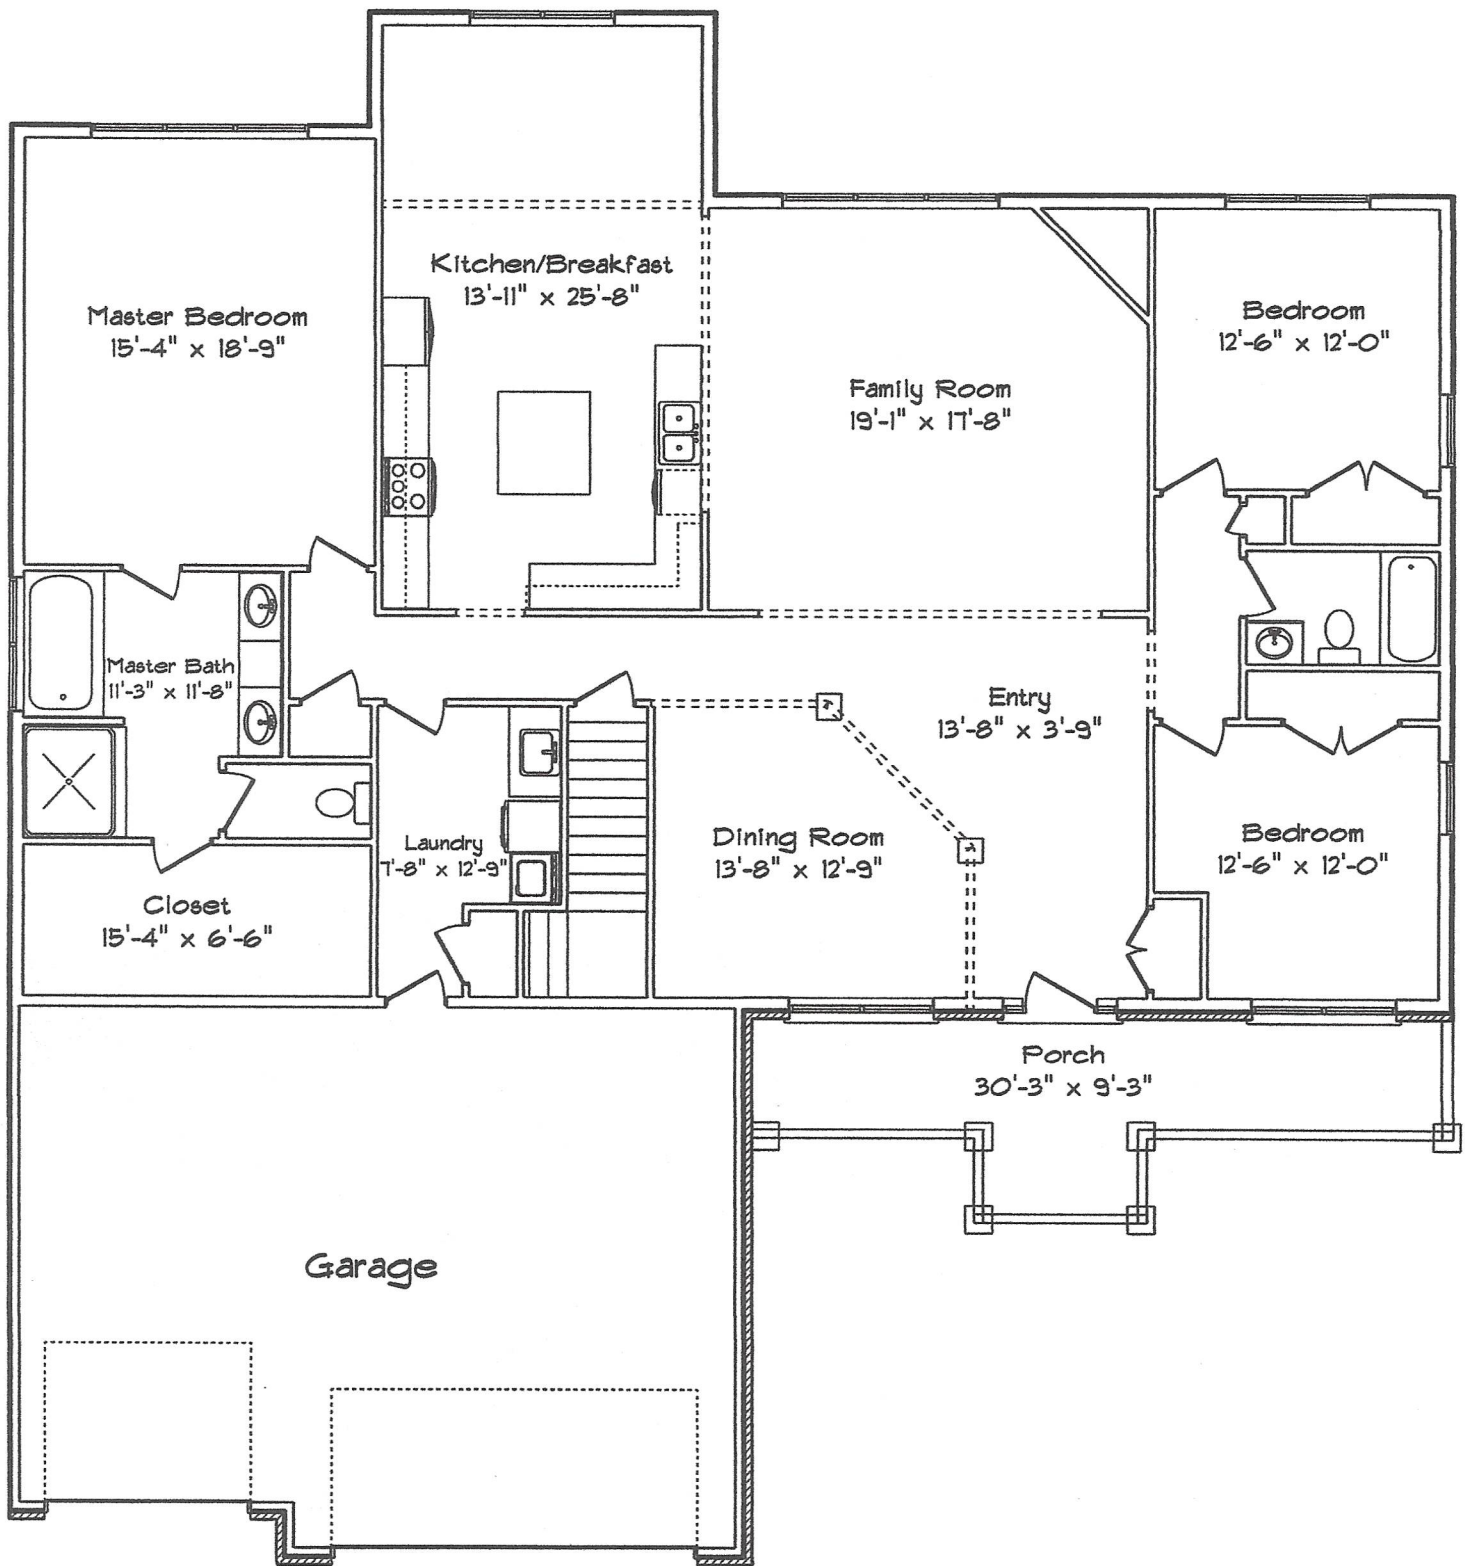 Kitchen/Breakfast
13'-11" x 25'-8"
Master Bedroom
15'-4" x 18'-9"
Bedroom
12'-6" x 12'-0"
Family Room
19'-1" x 17'-8"
Master Bath
11'-3" x 11'-8"
Entry
13'-8" x 3'-9"
Laundry
7'-8" x 12'-9"
Dining Room
13'-8" x 12'-9"
Bedroom
12'-6" x 12'-0"
Closet
15'-4" x 6'-6"
Porch
30'-3" x 9'-3"
Garage